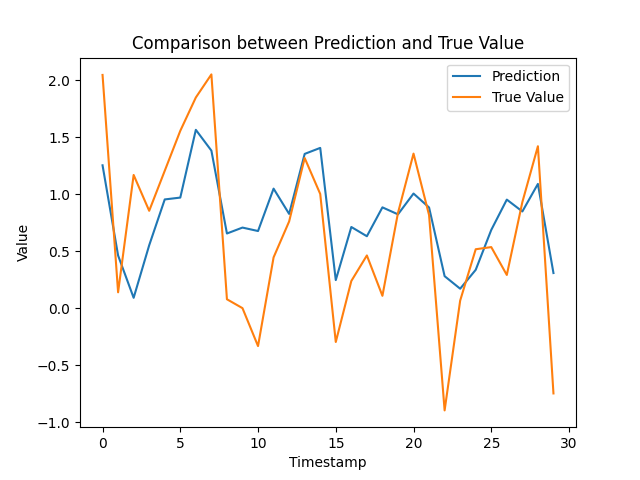 Comparison between Prediction and True Value
Prediction
True Value
2.0
1.5
1.0
0.5
0.0
−0.5
−1.0
Value
0 5 10 15 20 25 30
Timestamp